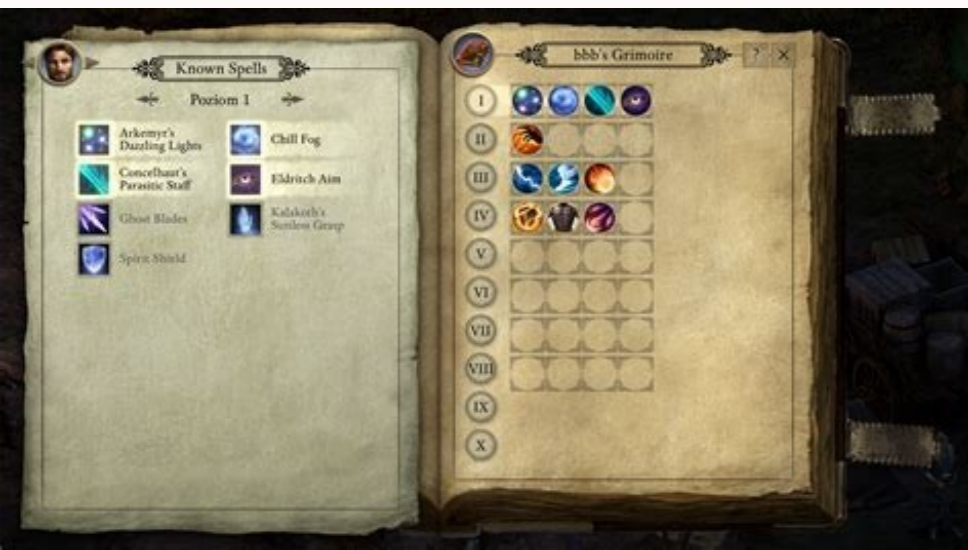 Known Spells
Poziom 1
Arkemyr's
Dazzling Lights
Chill Fog
Concelhaut's
Parasitic Staff
Eldritch Aim
Ghost Blades
Kalakoth's
Sunless Grasp
Spirit Shield
bbb's Grimoire
?
I
II
III
IV
V
VI
VII
VIII
IX
X